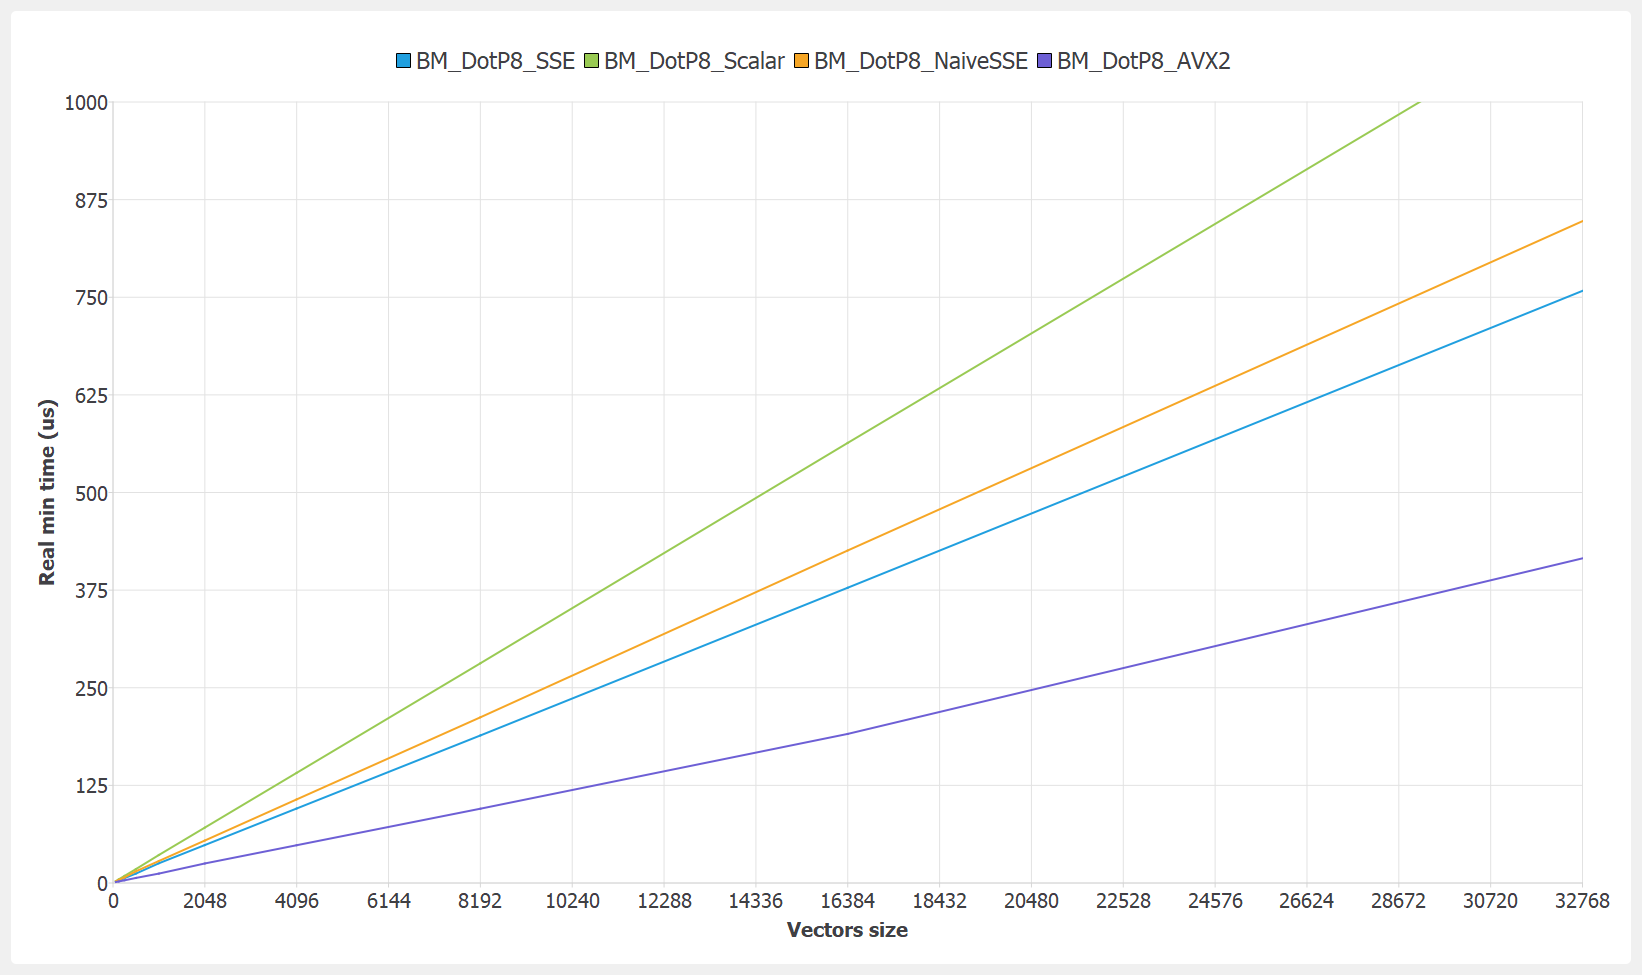 BM_DotP8_SSE BM_DotP8_Scalar BM_DotP8_NaiveSSE BM_DotP8_AVX2
1000
875
750
625
500
375
250
125
0
Real min time (us)
0 2048 4096 6144 8192 10240 12288 14336 16384 18432 20480 22528 24576 26624 28672 30720 32768
Vectors size